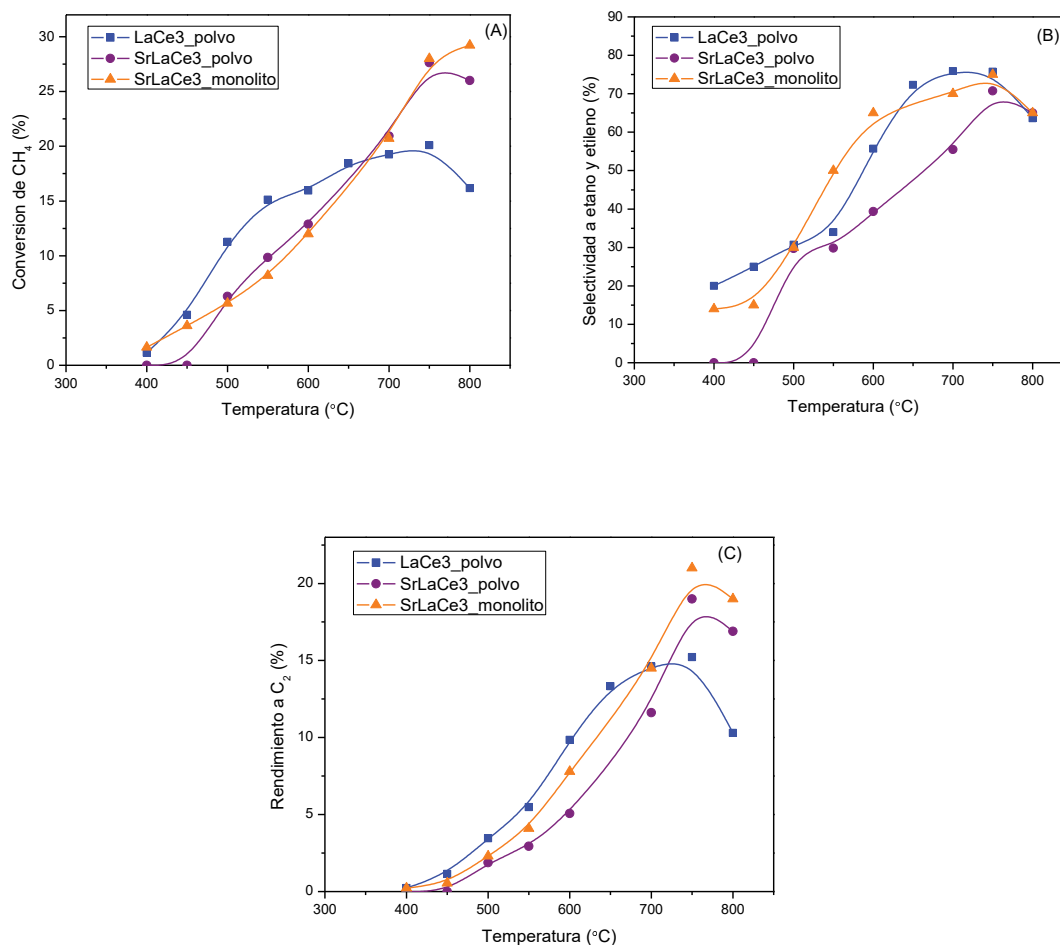 (A)
LaCe3_polvo
SrLaCe3_polvo
SrLaCe3_monolito
Conversion de CH4 (%)
30
25
20
15
10
5
0
300 400 500 600 700 800
Temperatura (°C)
(B)
LaCe3_polvo
SrLaCe3_polvo
SrLaCe3_monolito
Selectividad a etano y etileno (%)
90
80
70
60
50
40
30
20
10
0
300 400 500 600 700 800
Temperatura (°C)
(C)
LaCe3_polvo
SrLaCe3_polvo
SrLaCe3_monolito
Rendimiento a C2 (%)
20
15
10
5
0
300 400 500 600 700 800
Temperatura (°C)